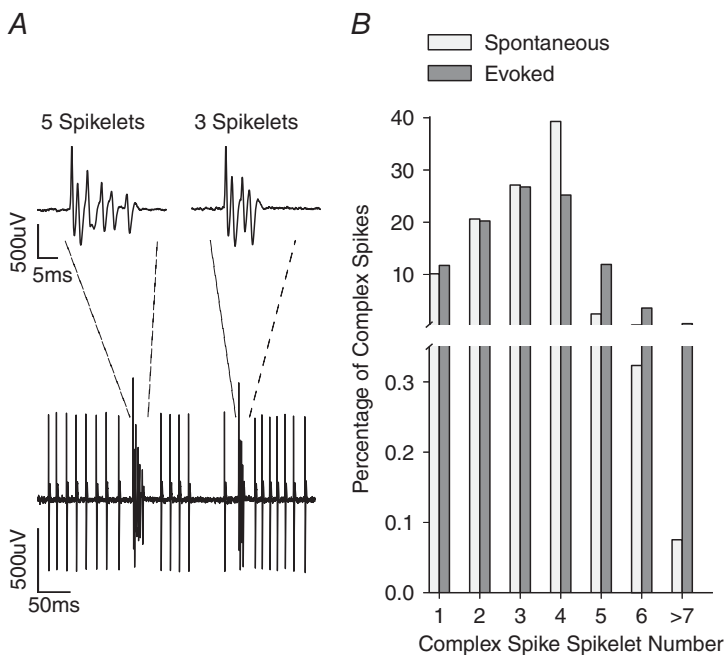 A
5 Spikelets
3 Spikelets
500uV
5ms
500uV
50ms
B
Spontaneous
Evoked
Percentage of Complex Spikes
40
30
20
10
0.3
0.2
0.1
0.0
1 2 3 4 5 6 >7
Complex Spike Spikelet Number